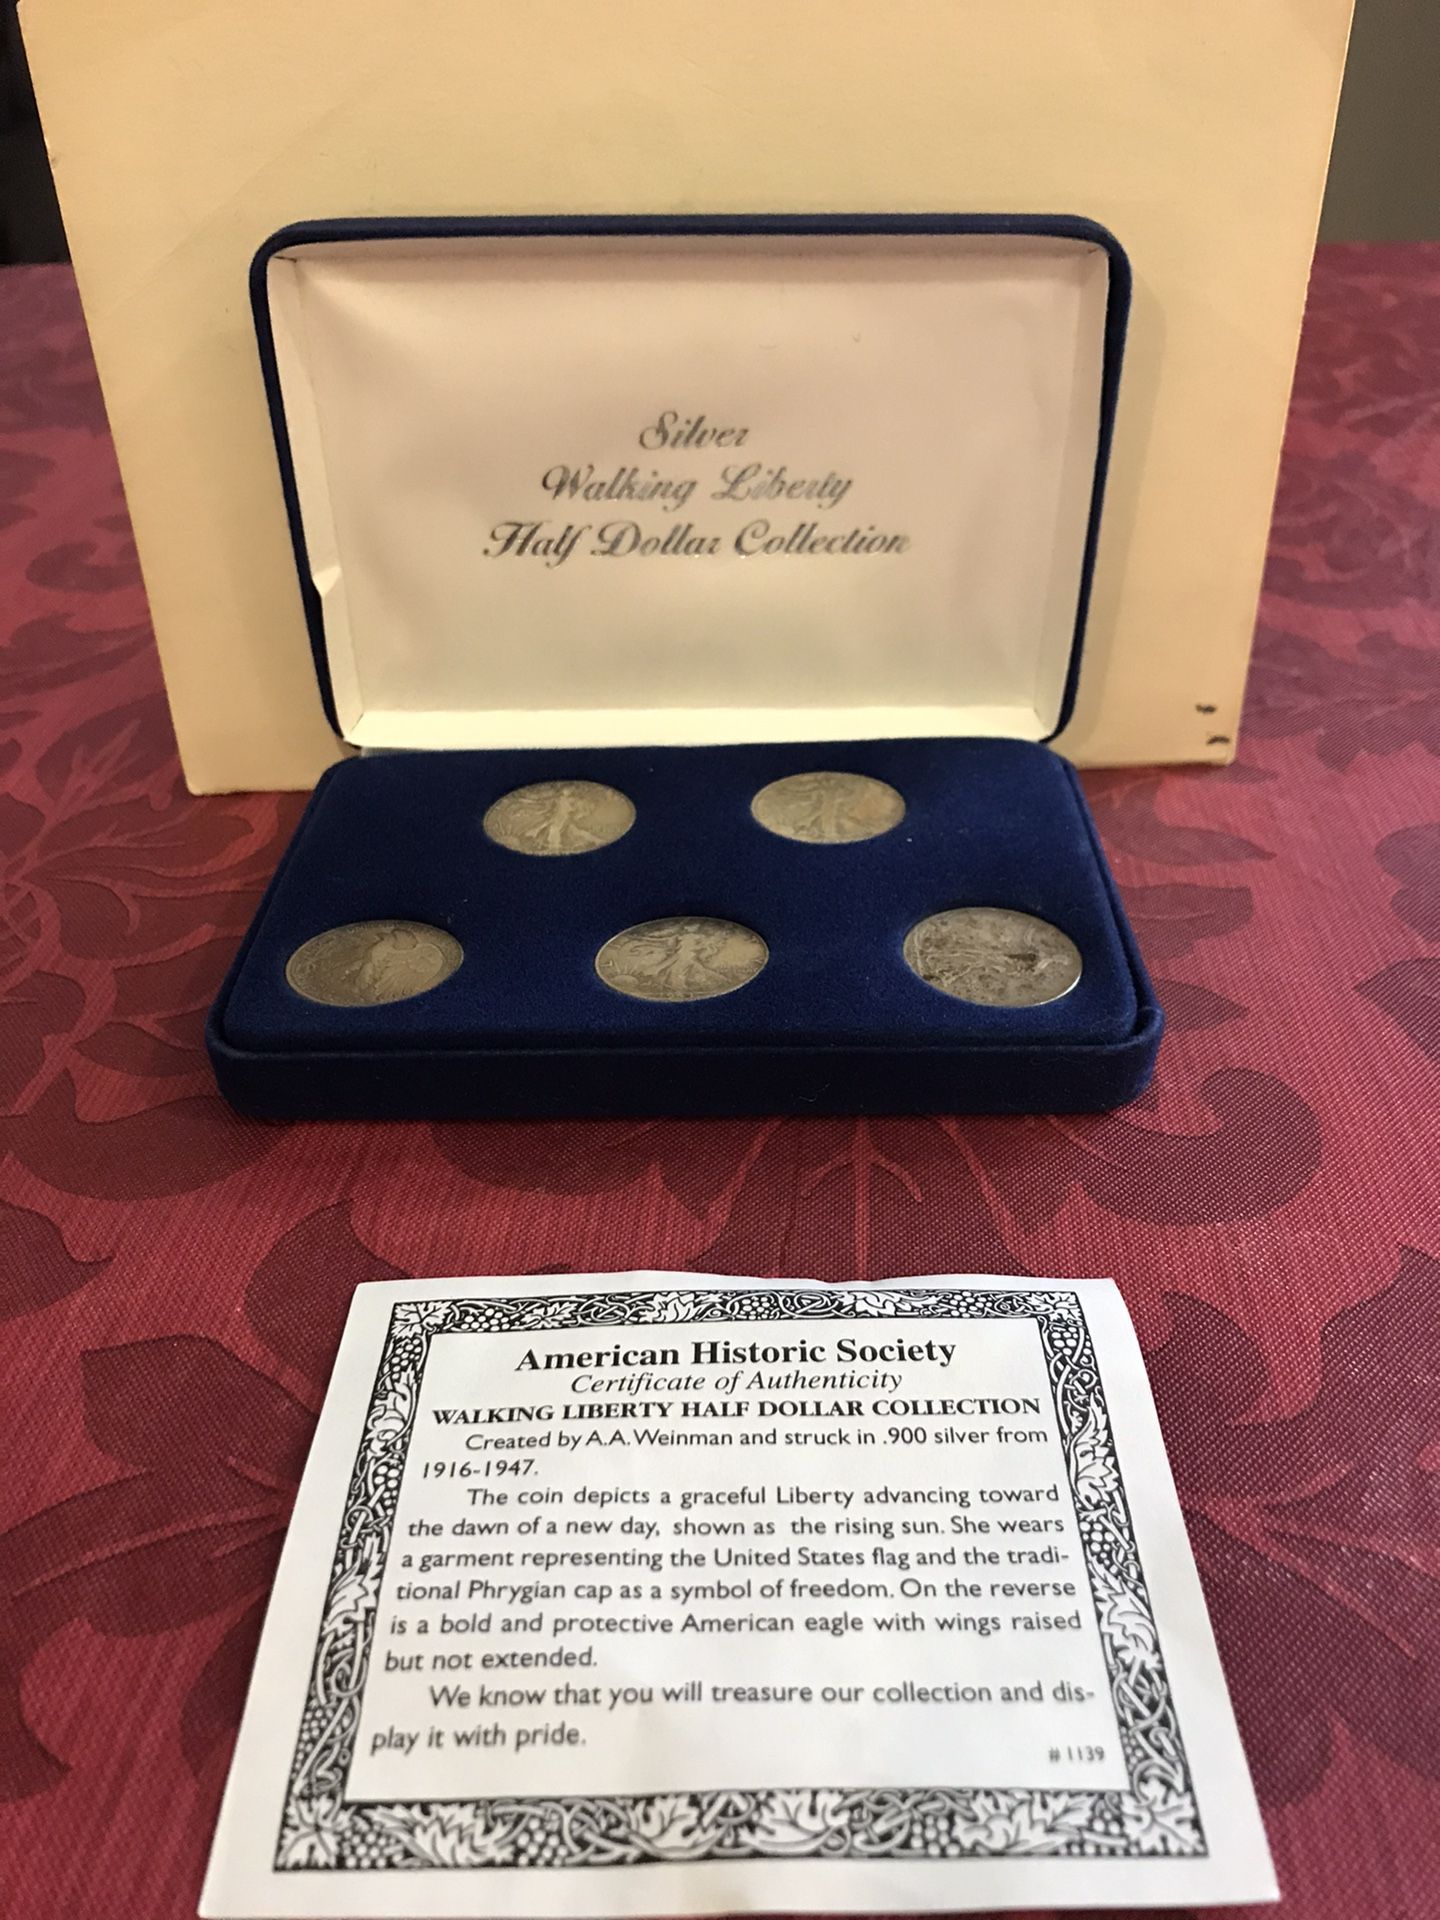 Silver
Walking Liberty
Half Dollar Collection
American Historic Society
Certificate of Authenticity
WALKING LIBERTY HALF DOLLAR COLLECTION
Created by A.A. Weinman and struck in .900 silver from
1916-1947.
The coin depicts a graceful Liberty advancing toward
the dawn of a new day, shown as the rising sun. She wears
a garment representing the United States flag and the tradi-
tional Phrygian cap as a symbol of freedom. On the reverse
is a bold and protective American eagle with wings raised
but not extended.
We know that you will treasure our collection and dis-
play it with pride.
# 1139